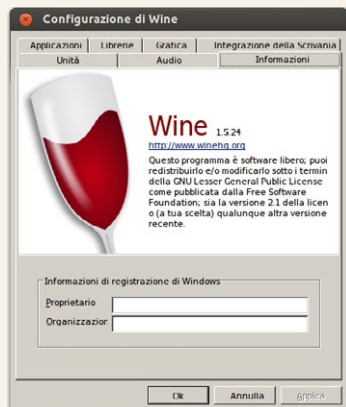 Configurazione di Wine
Applicazioni Librerie Grafica Integrazione della Scrivania
Unità Audio Informazioni
Wine 1.5.24
http://www.winehq.org
Questo programma è software libero; puoi
redistribuirlo e/o modificarlo sotto i termin
della GNU Lesser General Public License
come pubblicata dalla Free Software
Foundation; sia la versione 2.1 della licen
o (a tua scelta) qualunque altra versione
recente.
Informazioni di registrazione di Windows
Proprietario
Organizzazior
Ok Annulla Applica